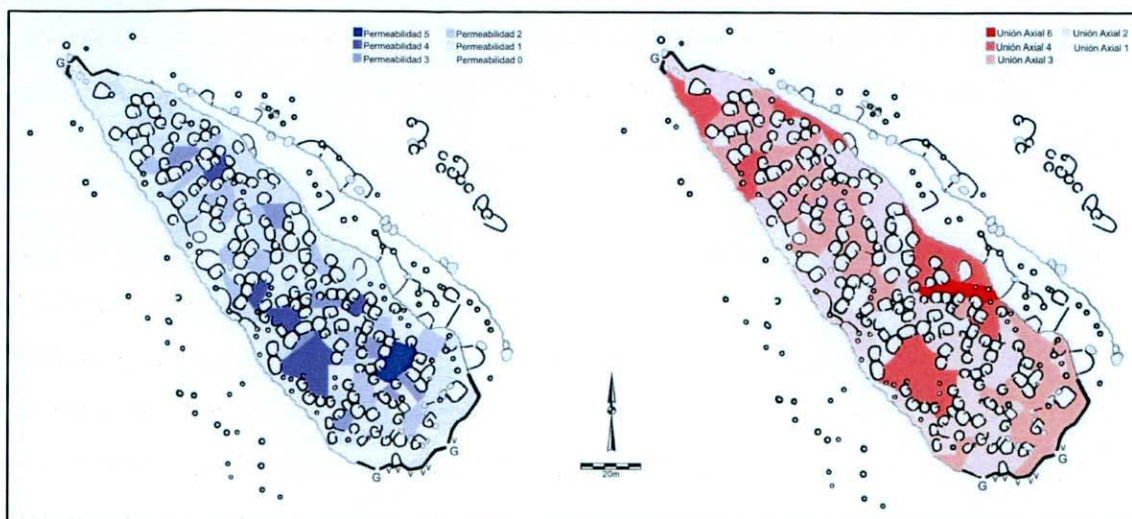 Permeabilidad 5 Permeabilidad 2
Permeabilidad 4 Permeabilidad 1
Permeabilidad 3 Permeabilidad 0
Unión Axial 6 Unión Axial 2
Unión Axial 4 Unión Axial 1
Unión Axial 3
G
G
G
G
G
G
20m